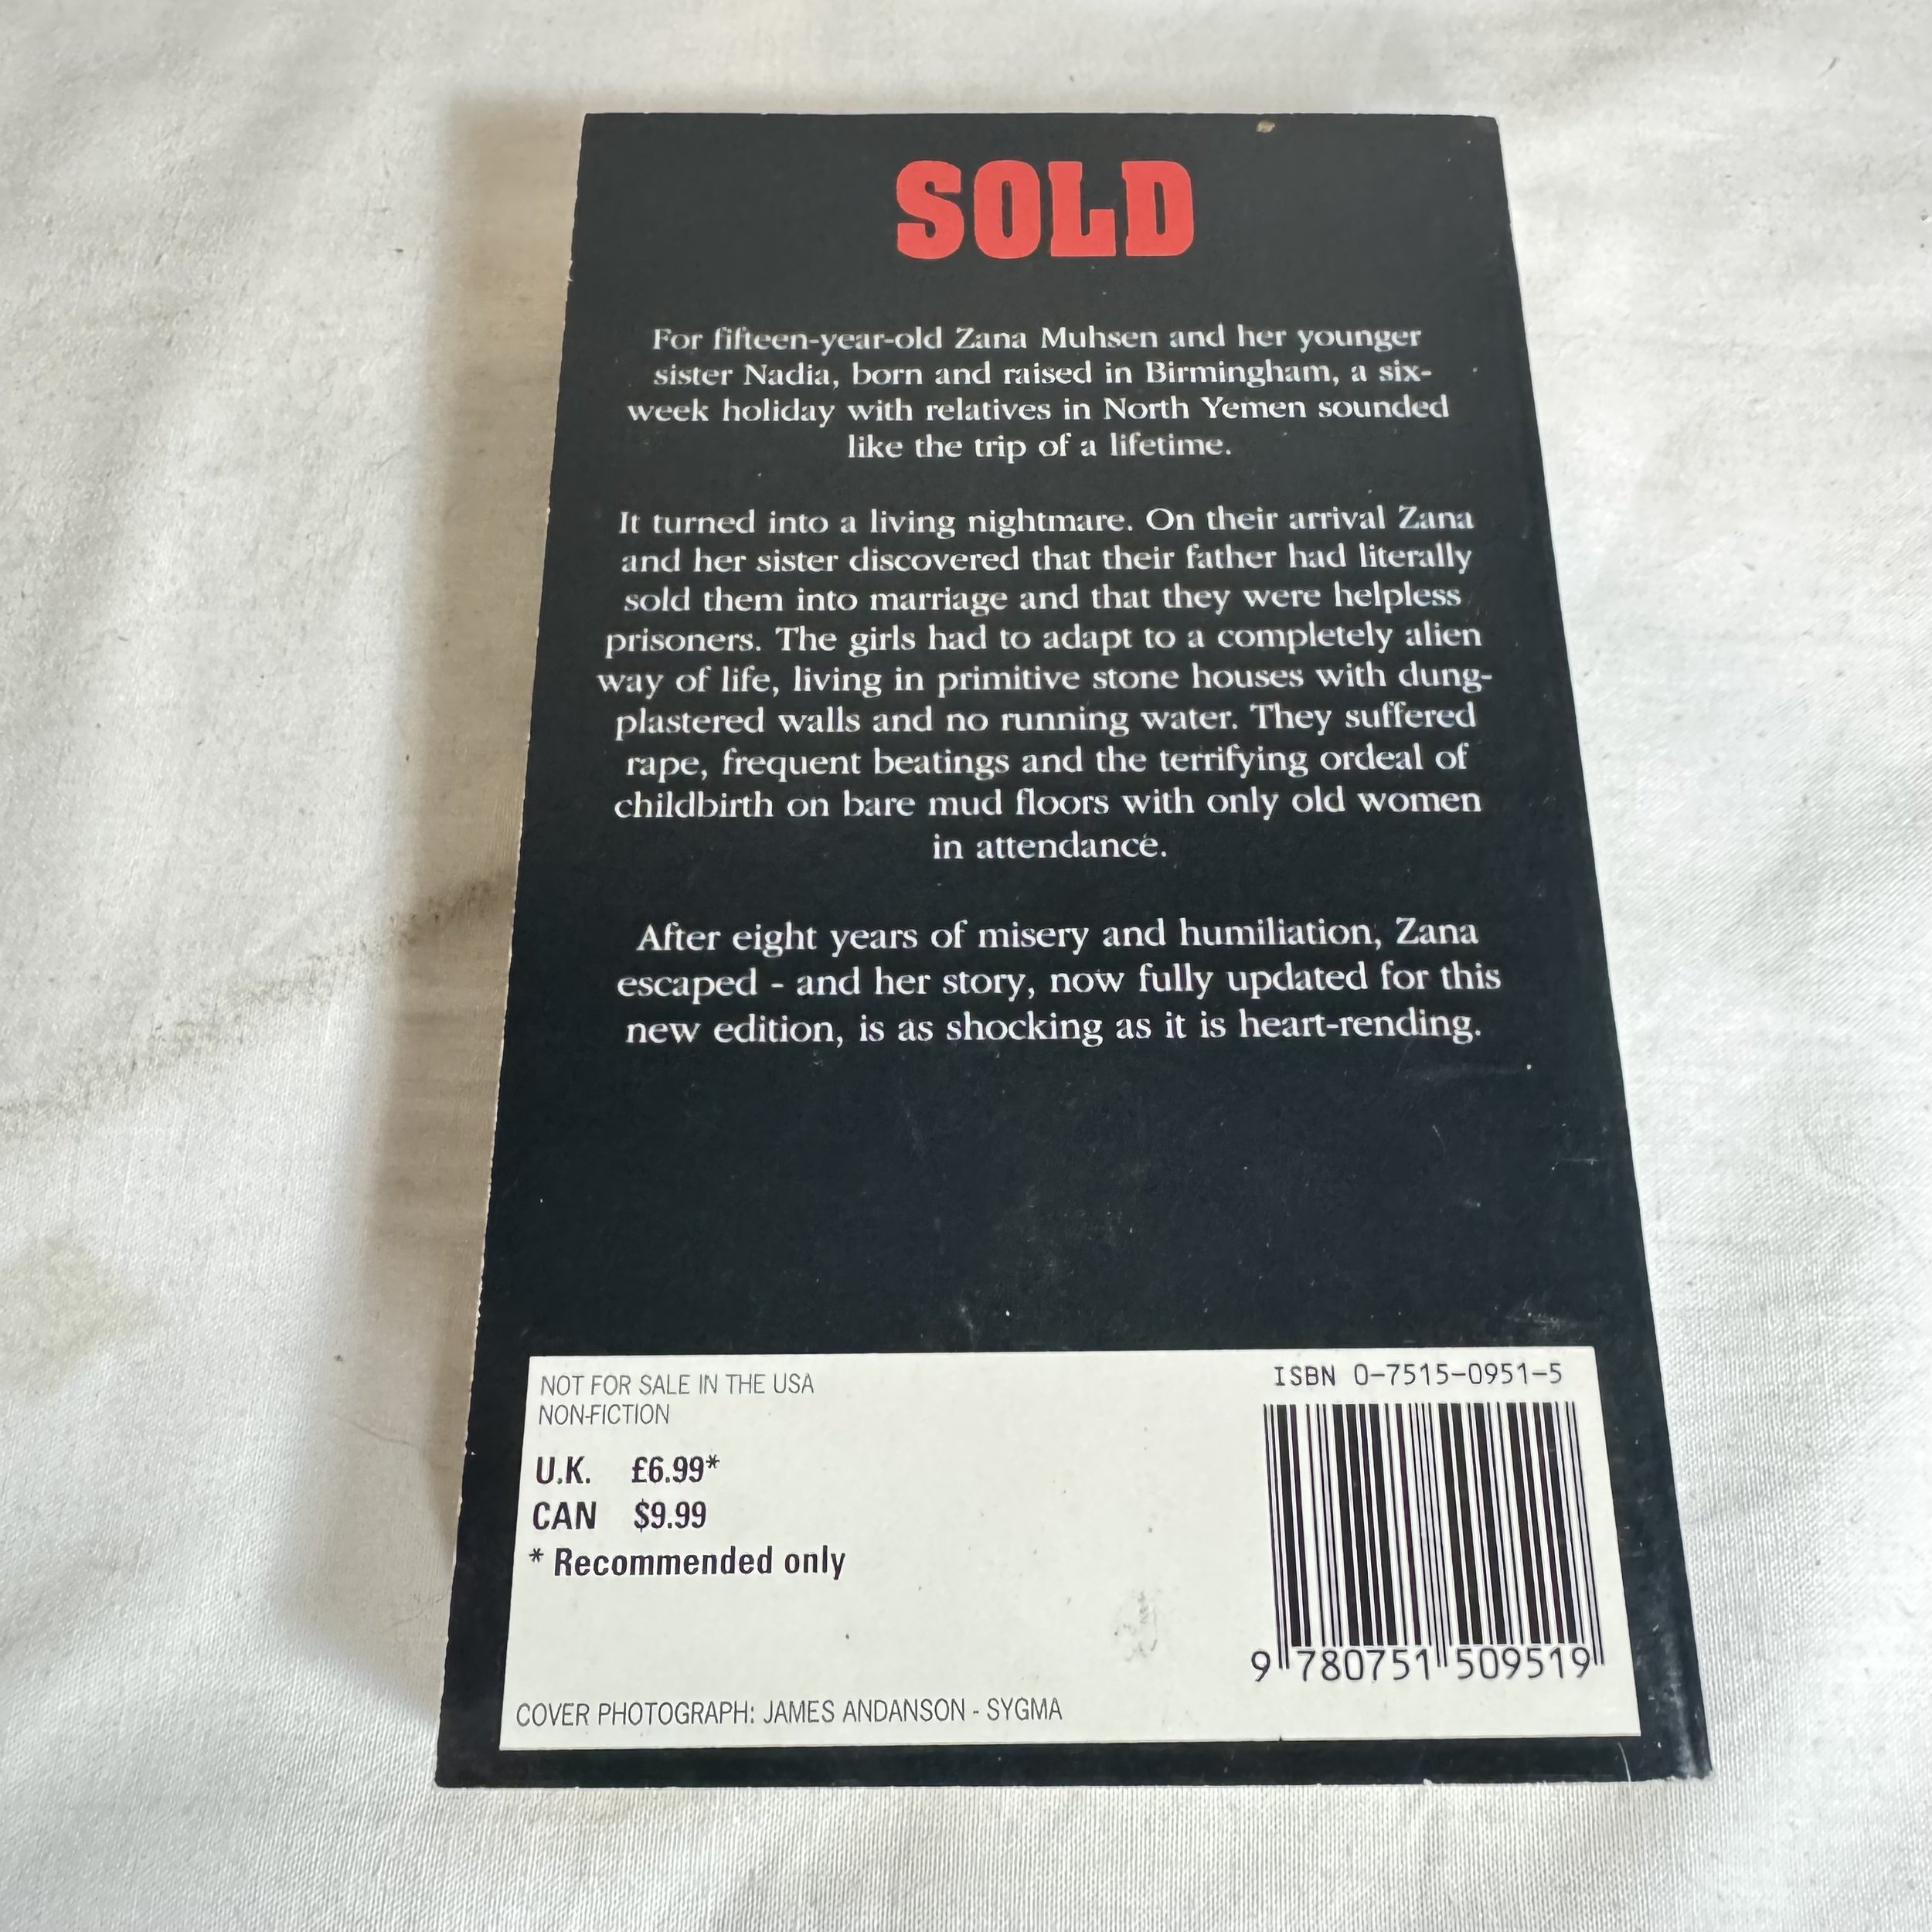 SOLD
For fifteen-year-old Zana Muhsen and her younger
sister Nadia, born and raised in Birmingham, a six-
week holiday with relatives in North Yemen sounded
like the trip of a lifetime.
It turned into a living nightmare. On their arrival Zana
and her sister discovered that their father had literally
sold them into marriage and that they were helpless
prisoners. The girls had to adapt to a completely alien
way of life, living in primitive stone houses with dung-
plastered walls and no running water. They suffered
rape, frequent beatings and the terrifying ordeal of
childbirth on bare mud floors with only old women
in attendance.
After eight years of misery and humiliation, Zana
escaped - and her story, now fully updated for this
new edition, is as shocking as it is heart-rending.
NOT FOR SALE IN THE USA
NON-FICTION
U.K. £6.99*
CAN $9.99
* Recommended only
COVER PHOTOGRAPH: JAMES ANDANSON - SYGMA
ISBN 0-7515-0951-5
9 780751 509519